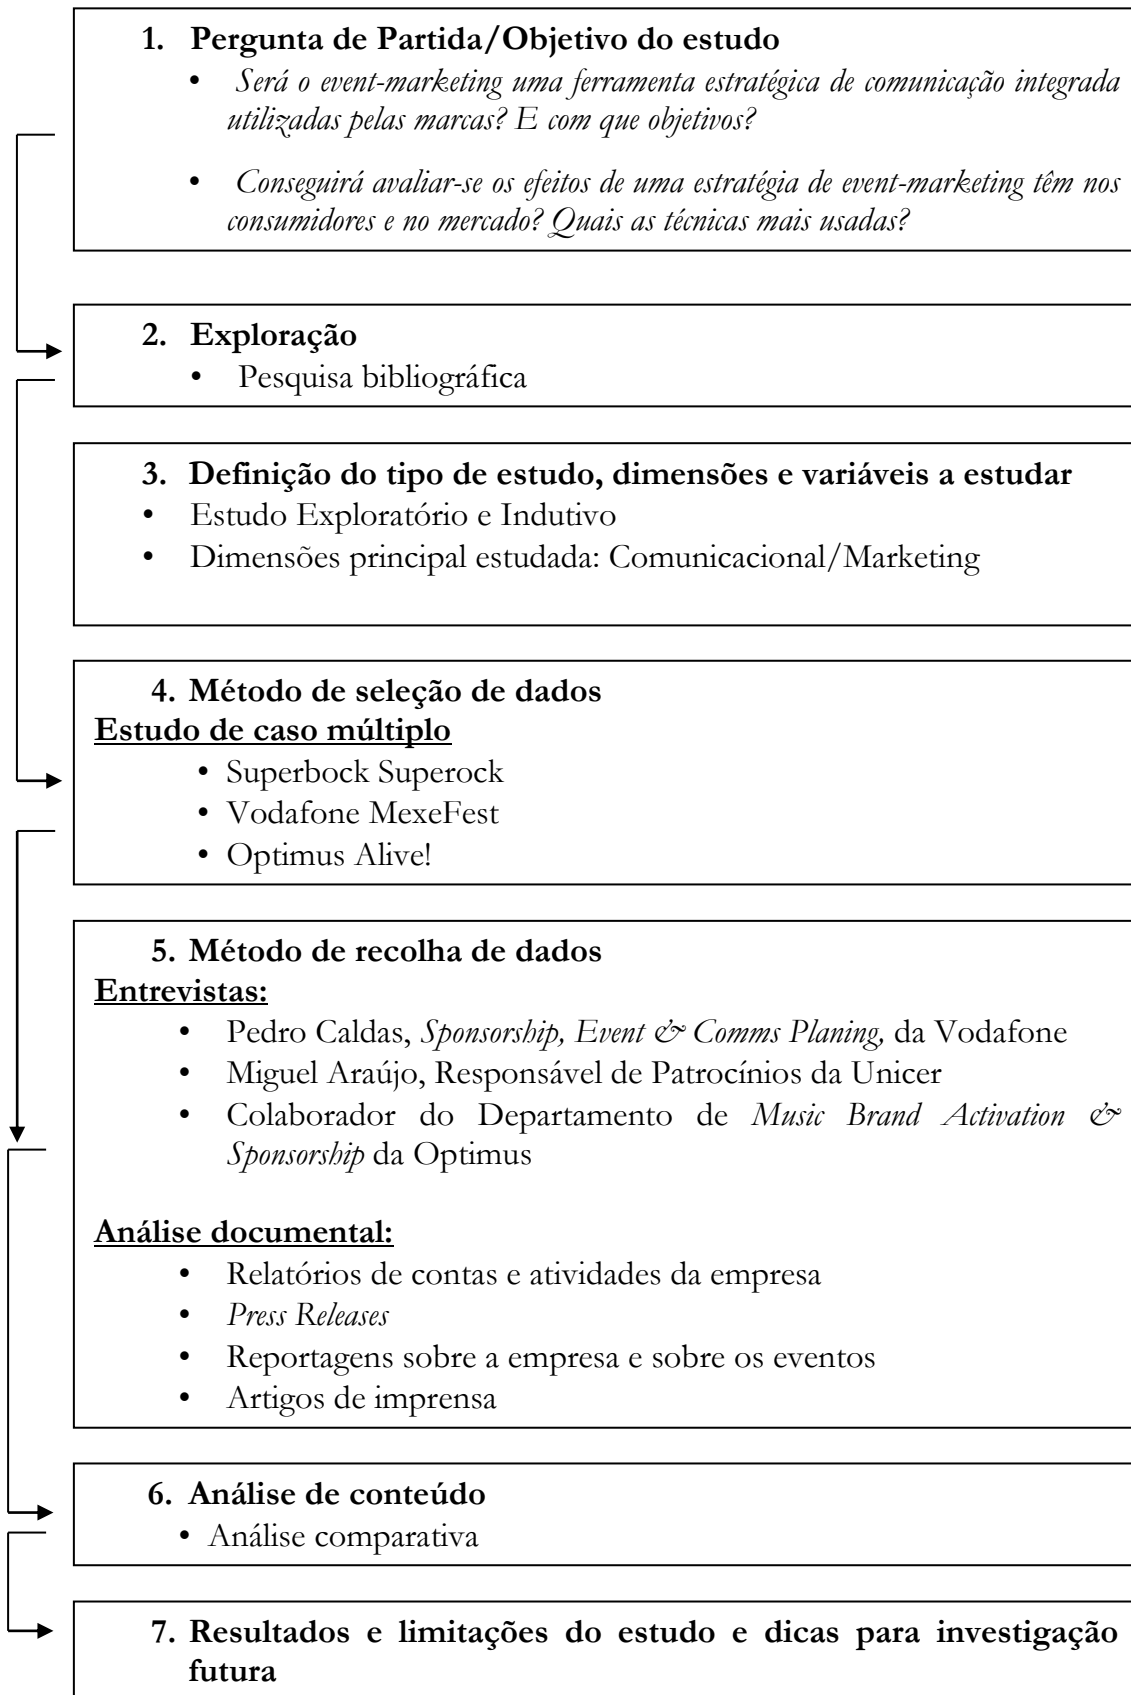 1. Pergunta de Partida/Objetivo do estudo
• Será o event-marketing uma ferramenta estratégica de comunicação integrada
utilizadas pelas marcas? E com que objetivos?
• Conseguirá avaliar-se os efeitos de uma estratégia de event-marketing têm nos
consumidores e no mercado? Quais as técnicas mais usadas?
2. Exploração
• Pesquisa bibliográfica
3. Definição do tipo de estudo, dimensões e variáveis a estudar
• Estudo Exploratório e Indutivo
• Dimensões principal estudada: Comunicacional/Marketing
4. Método de seleção de dados
Estudo de caso múltiplo
• Superbock Superock
• Vodafone MexeFest
• Optimus Alive!
5. Método de recolha de dados
Entrevistas:
• Pedro Caldas, Sponsorship, Event & Comms Planing, da Vodafone
• Miguel Araújo, Responsável de Patrocínios da Unicer
• Colaborador do Departamento de Music Brand Activation &
Sponsorship da Optimus
Análise documental:
• Relatórios de contas e atividades da empresa
• Press Releases
• Reportagens sobre a empresa e sobre os eventos
• Artigos de imprensa
6. Análise de conteúdo
• Análise comparativa
7. Resultados e limitações do estudo e dicas para investigação
futura